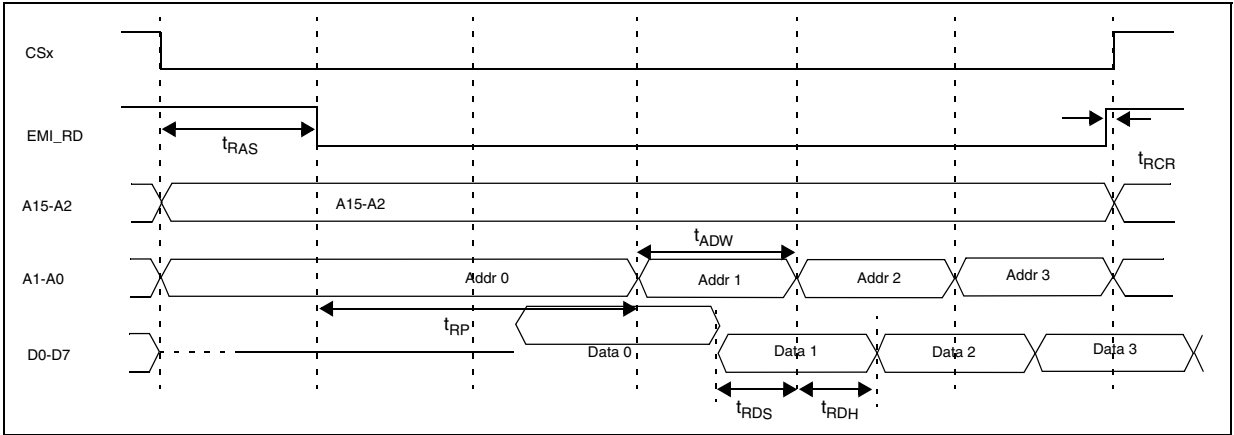 CSx
EMI_RD
tRAS
tRCR
A15-A2
A15-A2
tADW
A1-A0
Addr 0
Addr 1
Addr 2
Addr 3
tRP
D0-D7
Data 0
Data 1
Data 2
Data 3
tRDS
tRDH